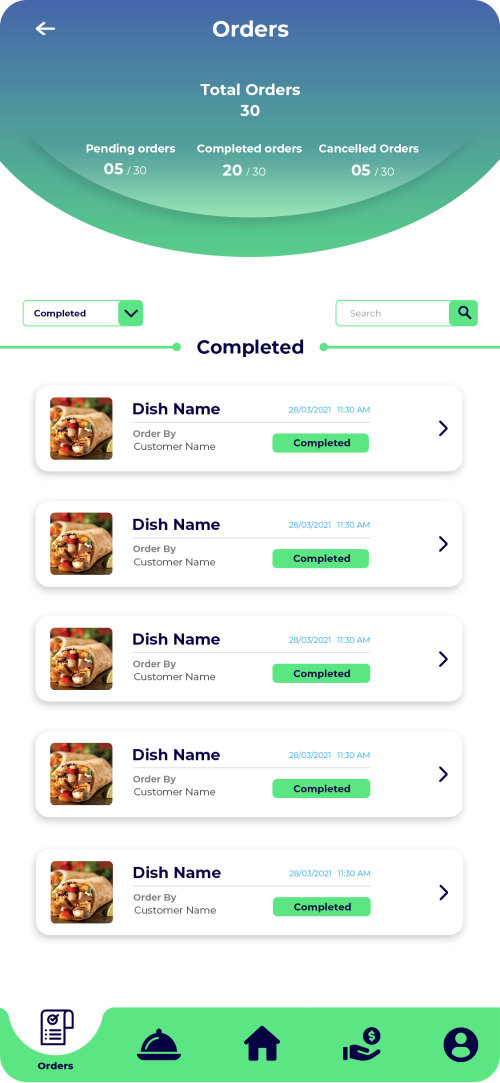 Orders
Total Orders
30
Pending orders Completed orders Cancelled Orders
05 / 30 20 / 30 05 / 30
Completed Search
Completed
Dish Name 28/03/2021 11:30 AM
Order By
Customer Name Completed
Dish Name 28/03/2021 11:30 AM
Order By
Customer Name Completed
Dish Name 28/03/2021 11:30 AM
Order By
Customer Name Completed
Dish Name 28/03/2021 11:30 AM
Order By
Customer Name Completed
Dish Name 28/03/2021 11:30 AM
Order By
Customer Name Completed
$
Orders